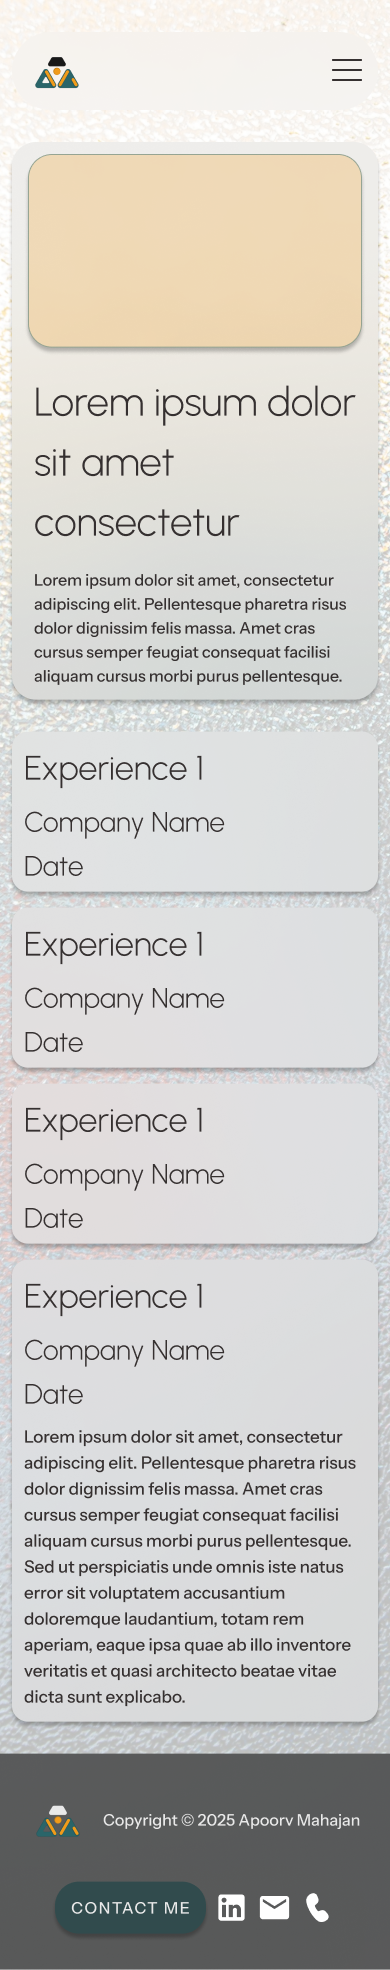 Lorem ipsum dolor
sit amet
consectetur
Lorem ipsum dolor sit amet, consectetur
adipiscing elit. Pellentesque pharetra risus
dolor dignissim felis massa. Amet cras
cursus semper feugiat consequat facilisi
aliquam cursus morbi purus pellentesque.
Experience 1
Company Name
Date
Experience 1
Company Name
Date
Experience 1
Company Name
Date
Experience 1
Company Name
Date
Lorem ipsum dolor sit amet, consectetur
adipiscing elit. Pellentesque pharetra risus
dolor dignissim felis massa. Amet cras
cursus semper feugiat consequat facilisi
aliquam cursus morbi purus pellentesque.
Sed ut perspiciatis unde omnis iste natus
error sit voluptatem accusantium
doloremque laudantium, totam rem
aperiam, eaque ipsa quae ab illo inventore
veritatis et quasi architecto beatae vitae
dicta sunt explicabo.
Copyright © 2025 Apoorv Mahajan
CONTACT ME
in